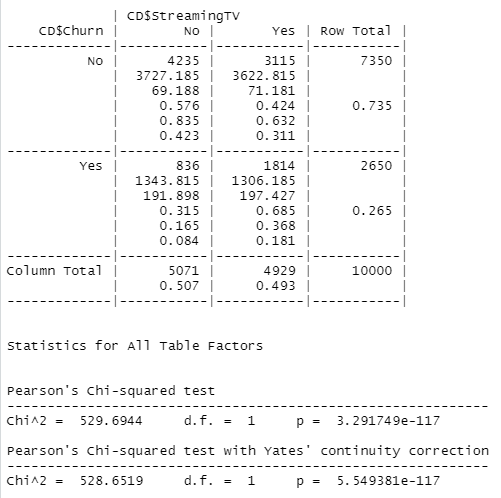 | CD$StreamingTV
    CD$Churn |        No |       Yes | Row Total |
-------------|-----------|-----------|-----------|
          No |      4235 |      3115 |      7350 |
             |  3727.185 |  3622.815 |           |
             |    69.188 |    71.181 |           |
             |     0.576 |     0.424 |     0.735 |
             |     0.835 |     0.632 |           |
             |     0.423 |     0.311 |           |
-------------|-----------|-----------|-----------|
         Yes |       836 |      1814 |      2650 |
             |  1343.815 |  1306.185 |           |
             |   191.898 |   197.427 |           |
             |     0.315 |     0.685 |     0.265 |
             |     0.165 |     0.368 |           |
             |     0.084 |     0.181 |           |
-------------|-----------|-----------|-----------|
Column Total |      5071 |      4929 |     10000 |
             |     0.507 |     0.493 |           |
-------------|-----------|-----------|-----------|
Statistics for All Table Factors
Pearson's Chi-squared test
------------------------------------------------------------
Chi^2 =  529.6944     d.f. =  1     p =  3.291749e-117
Pearson's Chi-squared test with Yates' continuity correction
------------------------------------------------------------
Chi^2 =  528.6519     d.f. =  1     p =  5.549381e-117